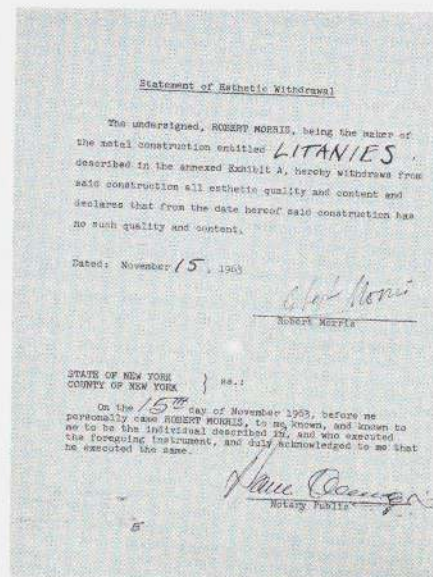 Statement of Esthetic Withdrawal
The undersigned, ROBERT MORRIS, being the maker of
the metal construction entitled LITANIES .
described in the annexed Exhibit A, hereby withdraws from
said construction all esthetic quality and content and
declares that from the date hereof said construction has
no such quality and content.
Dated: November 15, 1963
Robert Morris
Robert Morris
STATE OF NEW YORK
COUNTY OF NEW YORK } ss.:
On the 15th day of November 1963, before me
personally came ROBERT MORRIS, to me known, and known to
me to be the individual described in, and who executed
the foregoing instrument, and duly acknowledged to me that
he executed the same.
Notary Public